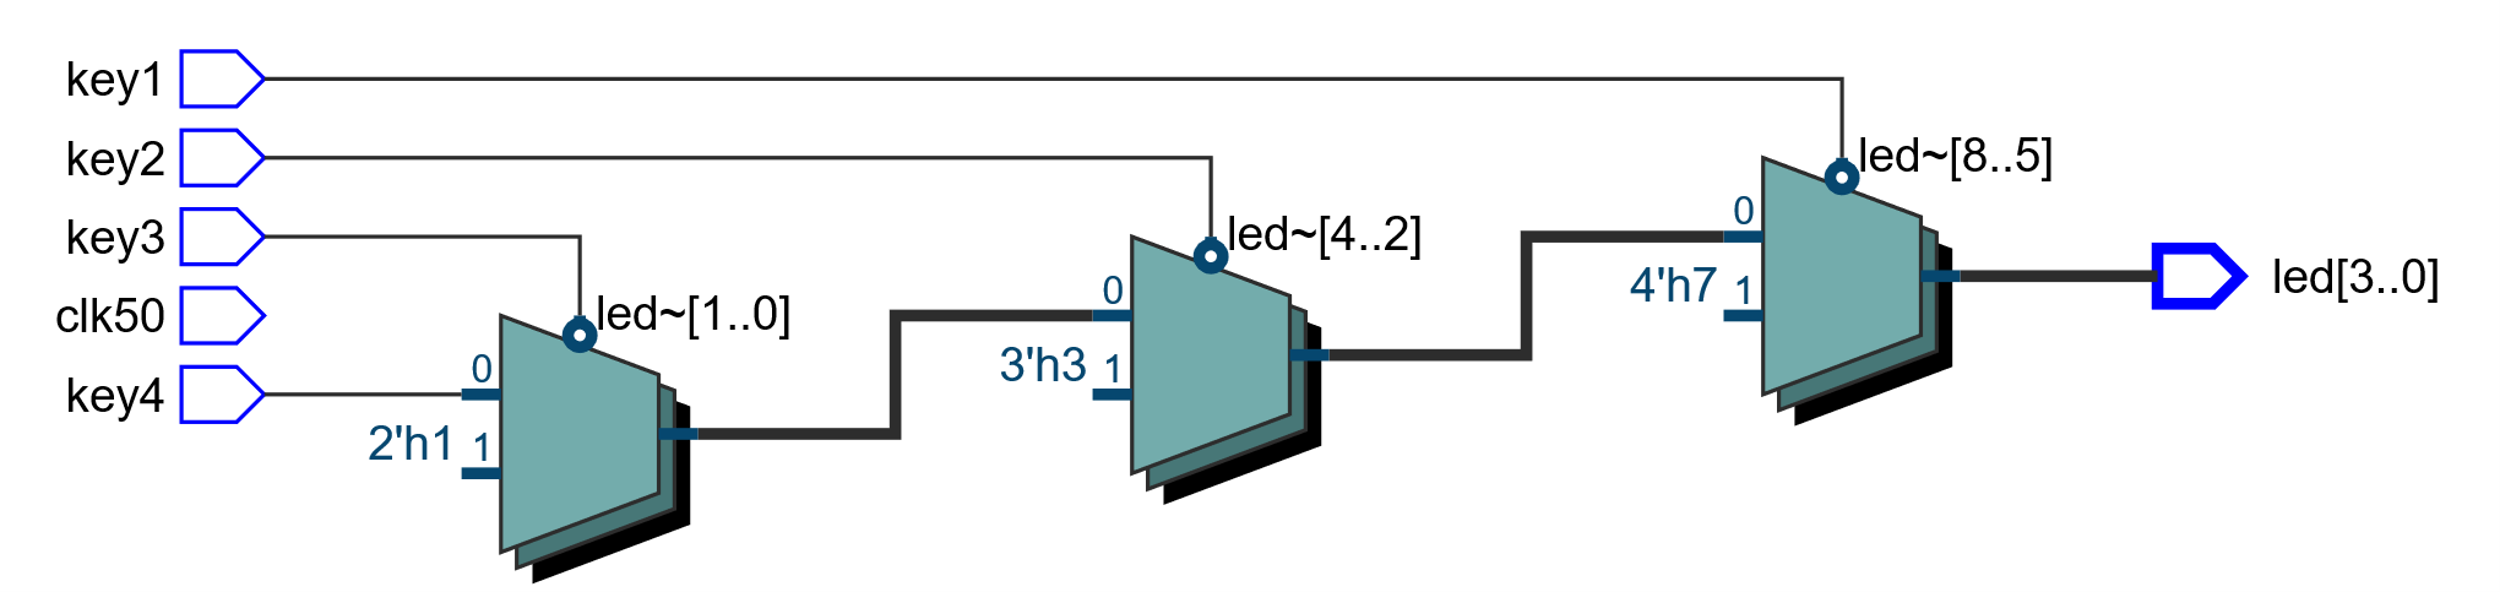 key1
key2
key3
clk50
key4
0
2'h1 1
led~[1..0]
0
3'h3 1
led~[4..2]
0
4'h7 1
led~[8..5]
led[3..0]